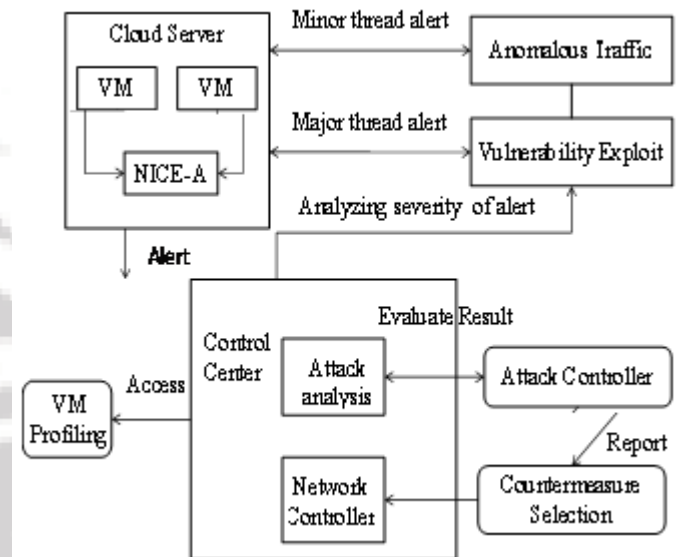 Minor thread alert
Cloud Server
Anomalous Traffic
VM
VM
Major thread alert
Vulnerability Exploit
NICE-A
Analyzing severity of alert
Alert
Evaluate Result
Control
Center
Attack
analysis
Attack Controller
Access
VM
Profiling
Report
Network
Controller
Countermeasure
Selection